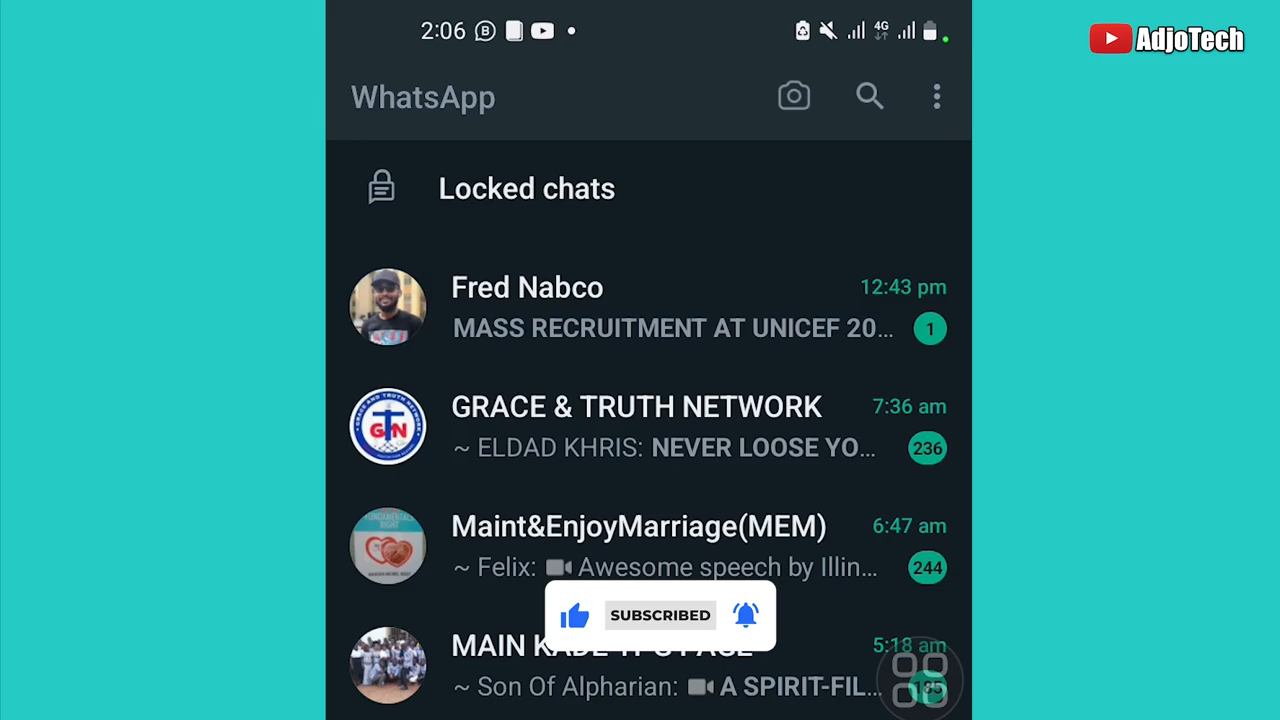 2:06
4G
AdjoTech
WhatsApp
Locked chats
Fred Nabco
12:43 pm
MASS RECRUITMENT AT UNICEF 20...
1
GRACE & TRUTH NETWORK
7:36 am
~ ELDAD KHRIS: NEVER LOOSE YO...
236
Maint&EnjoyMarriage(MEM)
6:47 am
~ Felix: Awesome speech by Illin...
244
SUBSCRIBED
MAIN
5:18 am
~ Son Of Alpharian: A SPIRIT-FIL...